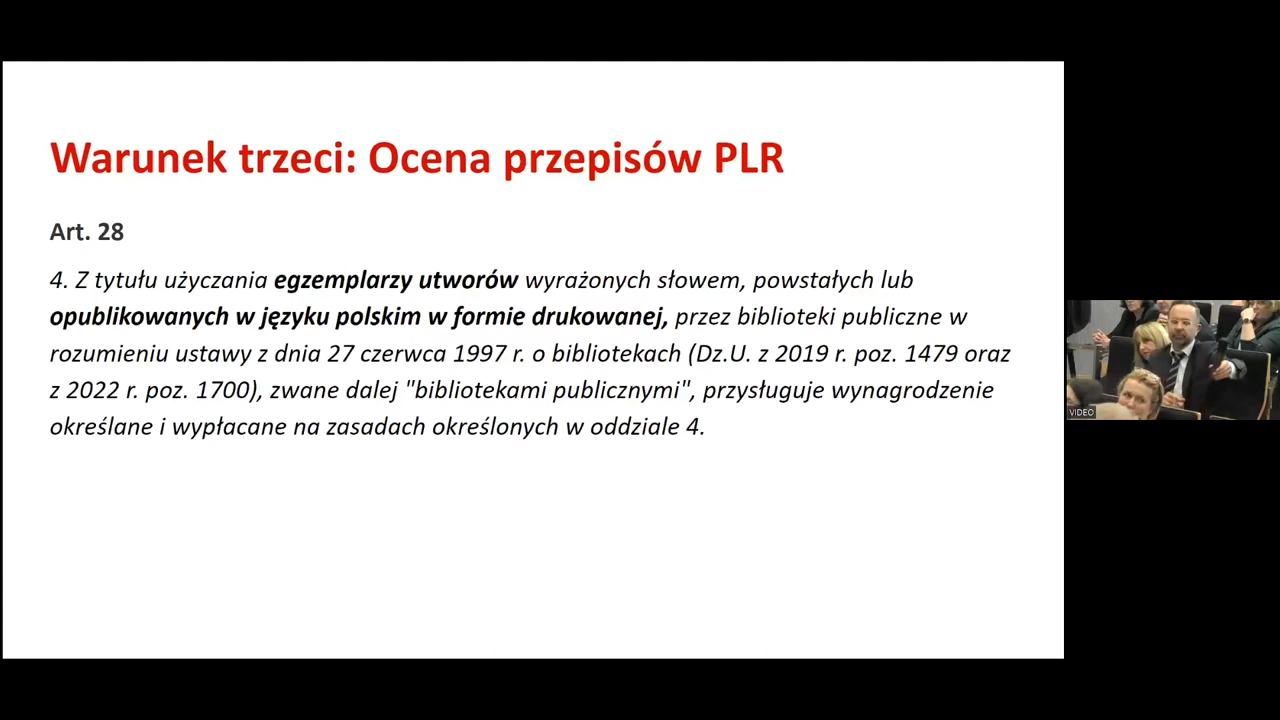 Warunek trzeci: Ocena przepisów PLR
Art. 28
4. Z tytułu użyczania egzemplarzy utworów wyrażonych słowem, powstałych lub
opublikowanych w języku polskim w formie drukowanej, przez biblioteki publiczne w
rozumieniu ustawy z dnia 27 czerwca 1997 r. o bibliotekach (Dz.U. z 2019 r. poz. 1479 oraz
z 2022 r. poz. 1700), zwane dalej "bibliotekami publicznymi", przysługuje wynagrodzenie
określane i wypłacane na zasadach określonych w oddziale 4.
VIDEO